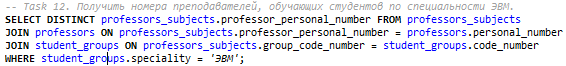 -- Task 12. Получить номера преподавателей, обучающих студентов по специальности ЭВМ.
SELECT DISTINCT professors_subjects.professor_personal_number FROM professors_subjects
JOIN professors ON professors_subjects.professor_personal_number = professors.personal_number
JOIN student_groups ON professors_subjects.group_code_number = student_groups.code_number
WHERE student_groups.speciality = 'ЭВМ';